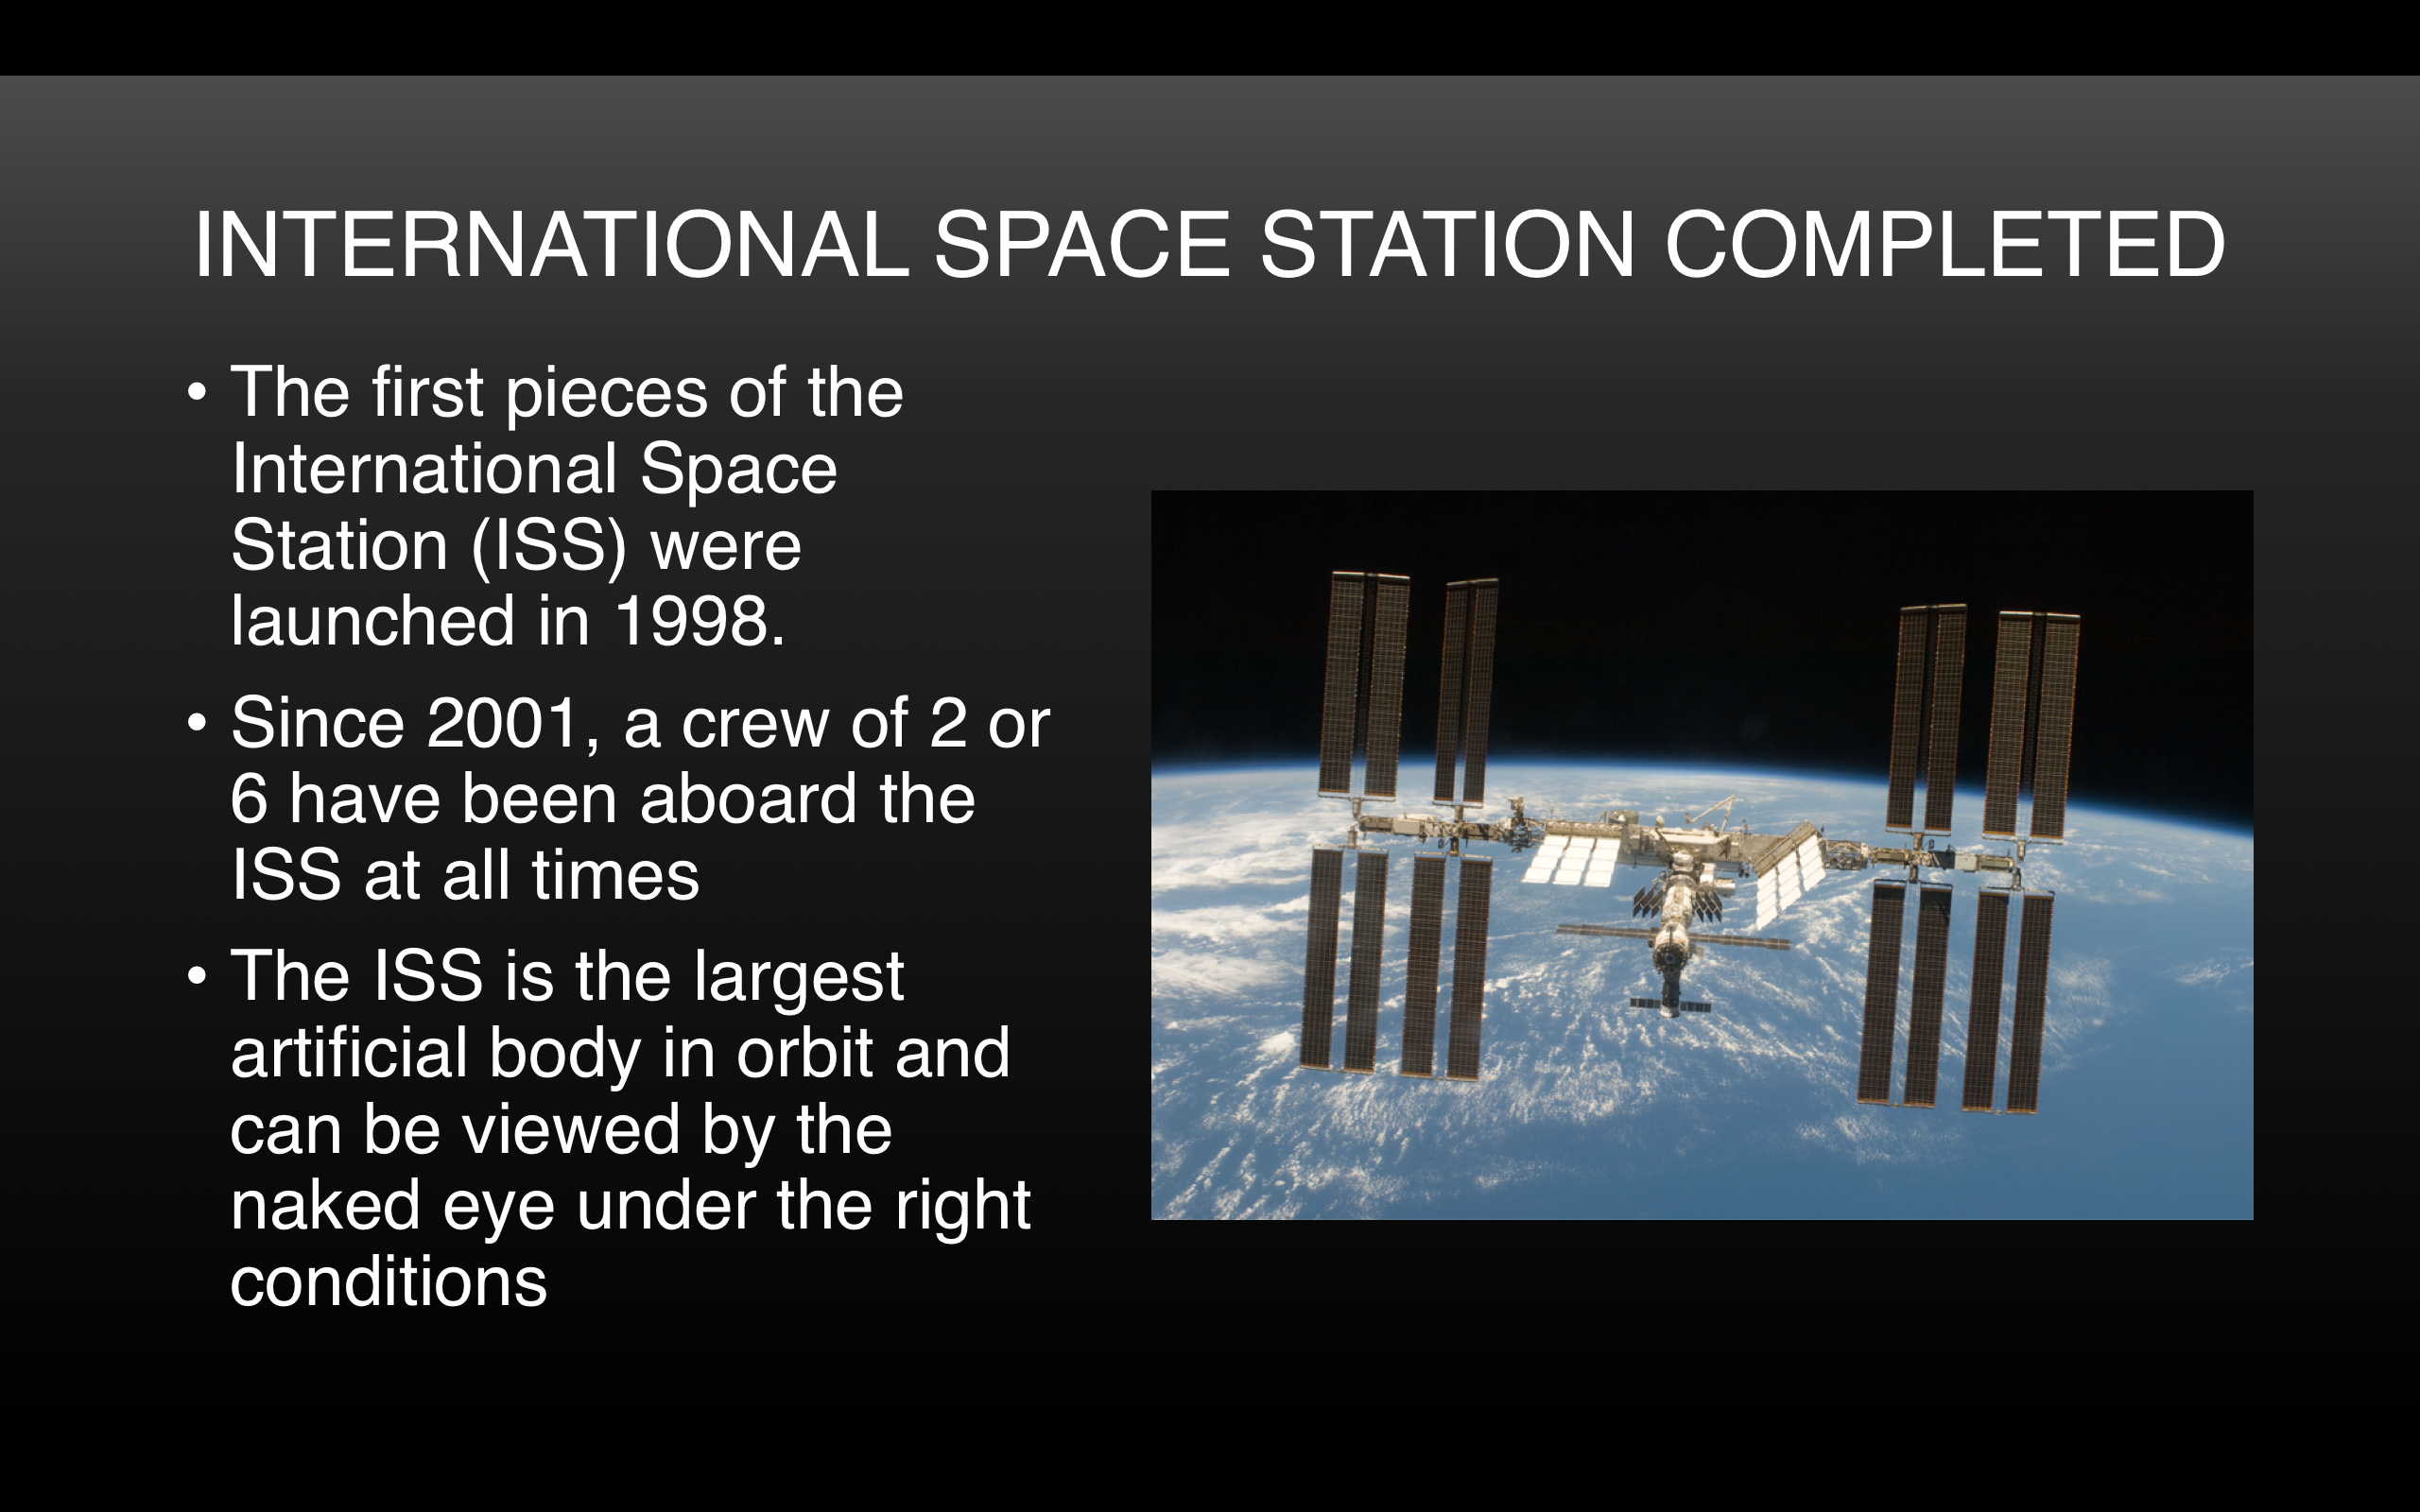 INTERNATIONAL SPACE STATION COMPLETED
• The first pieces of the
International Space
Station (ISS) were
launched in 1998.
• Since 2001, a crew of 2 or
6 have been aboard the
ISS at all times
• The ISS is the largest
artificial body in orbit and
can be viewed by the
naked eye under the right
conditions